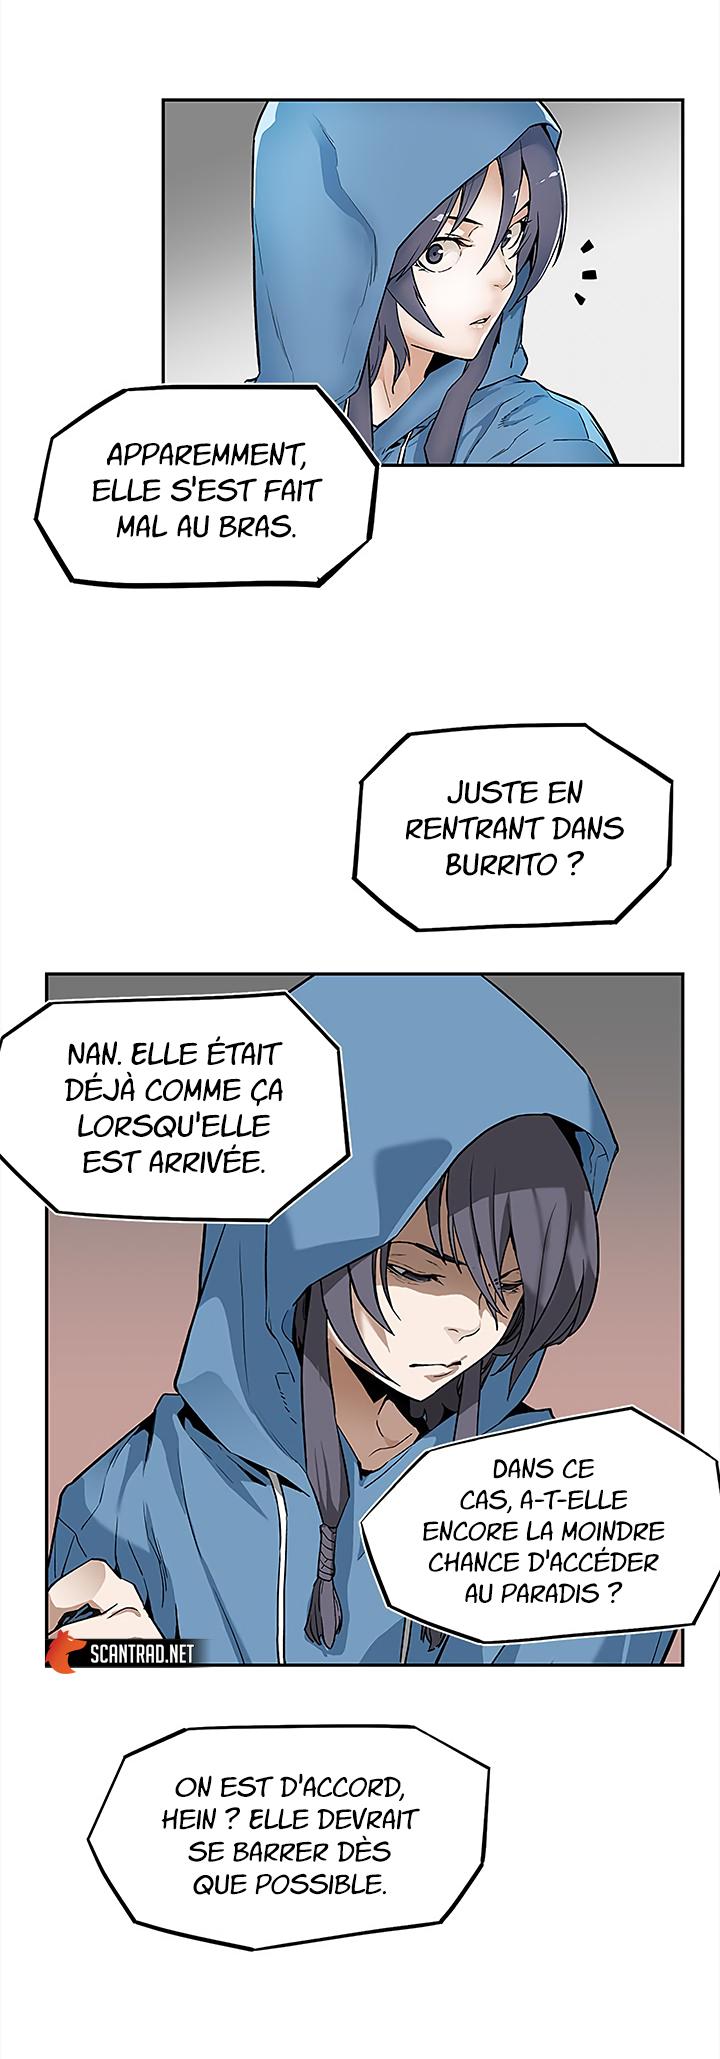 APPAREMMENT,
ELLE S'EST FAIT
MAL AU BRAS.
JUSTE EN
RENTRANT DANS
BURRITO ?
NAN. ELLE ÉTAIT
DÉJÀ COMME ÇA
LORSQU'ELLE
EST ARRIVÉE.
DANS CE
CAS, A-T-ELLE
ENCORE LA MOINDRE
CHANCE D'ACCÉDER
AU PARADIS ?
SCANTRAD.NET
ON EST D'ACCORD,
HEIN ? ELLE DEVRAIT
SE BARRER DÈS
QUE POSSIBLE.